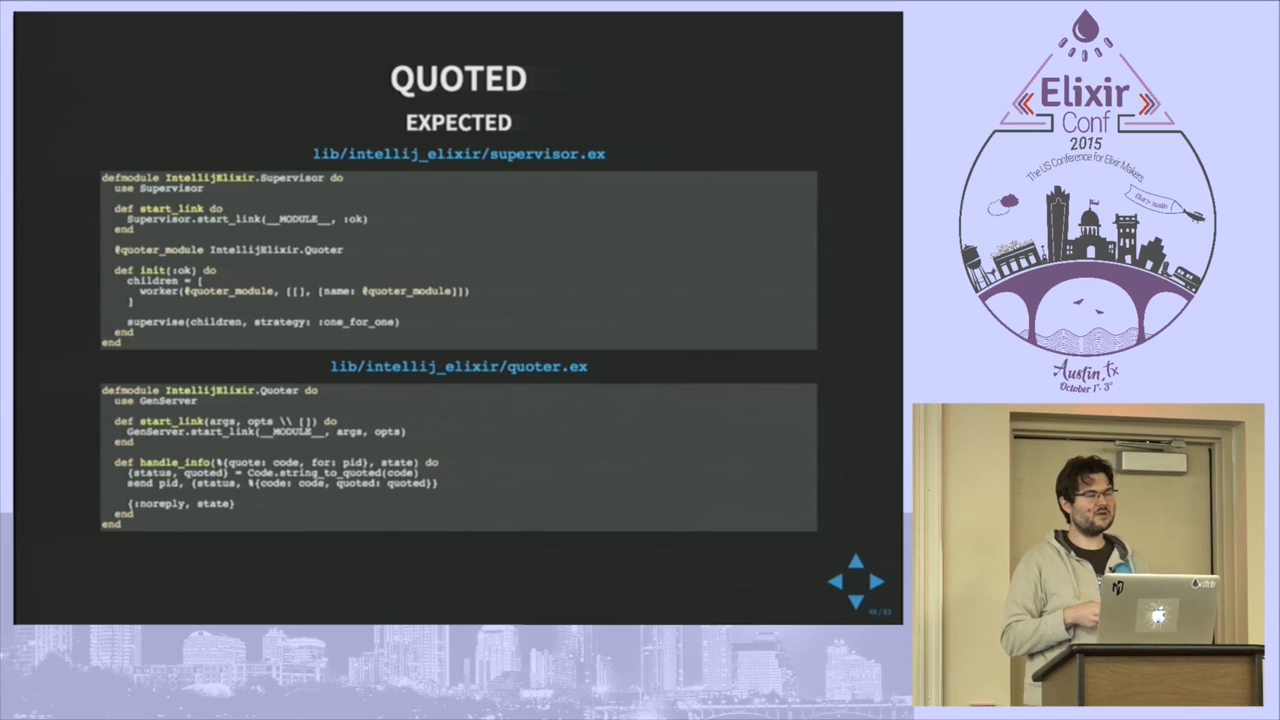 QUOTED
EXPECTED
lib/intellij_elixir/supervisor.ex
defmodule IntellijElixir.Supervisor do
  use Supervisor
  def start_link do
    Supervisor.start_link(__MODULE__, :ok)
  end
  @quoter_module IntellijElixir.Quoter
  def init(:ok) do
    children = [
      worker(@quoter_module, [[], [name: @quoter_module]])
    ]
    supervise(children, strategy: :one_for_one)
  end
end
lib/intellij_elixir/quoter.ex
defmodule IntellijElixir.Quoter do
  use GenServer
  def start_link(args, opts \\ []) do
    GenServer.start_link(__MODULE__, args, opts)
  end
  def handle_info(%{quote: code, for: pid}, state) do
    {status, quoted} = Code.string_to_quoted(code)
    send pid, {status, %{code: code, quoted: quoted}}
    {:noreply, state}
  end
end
48 / 83
Elixir
Conf
2015
The US Conference for Elixir Makers
Austin, tx
October 1st - 3rd